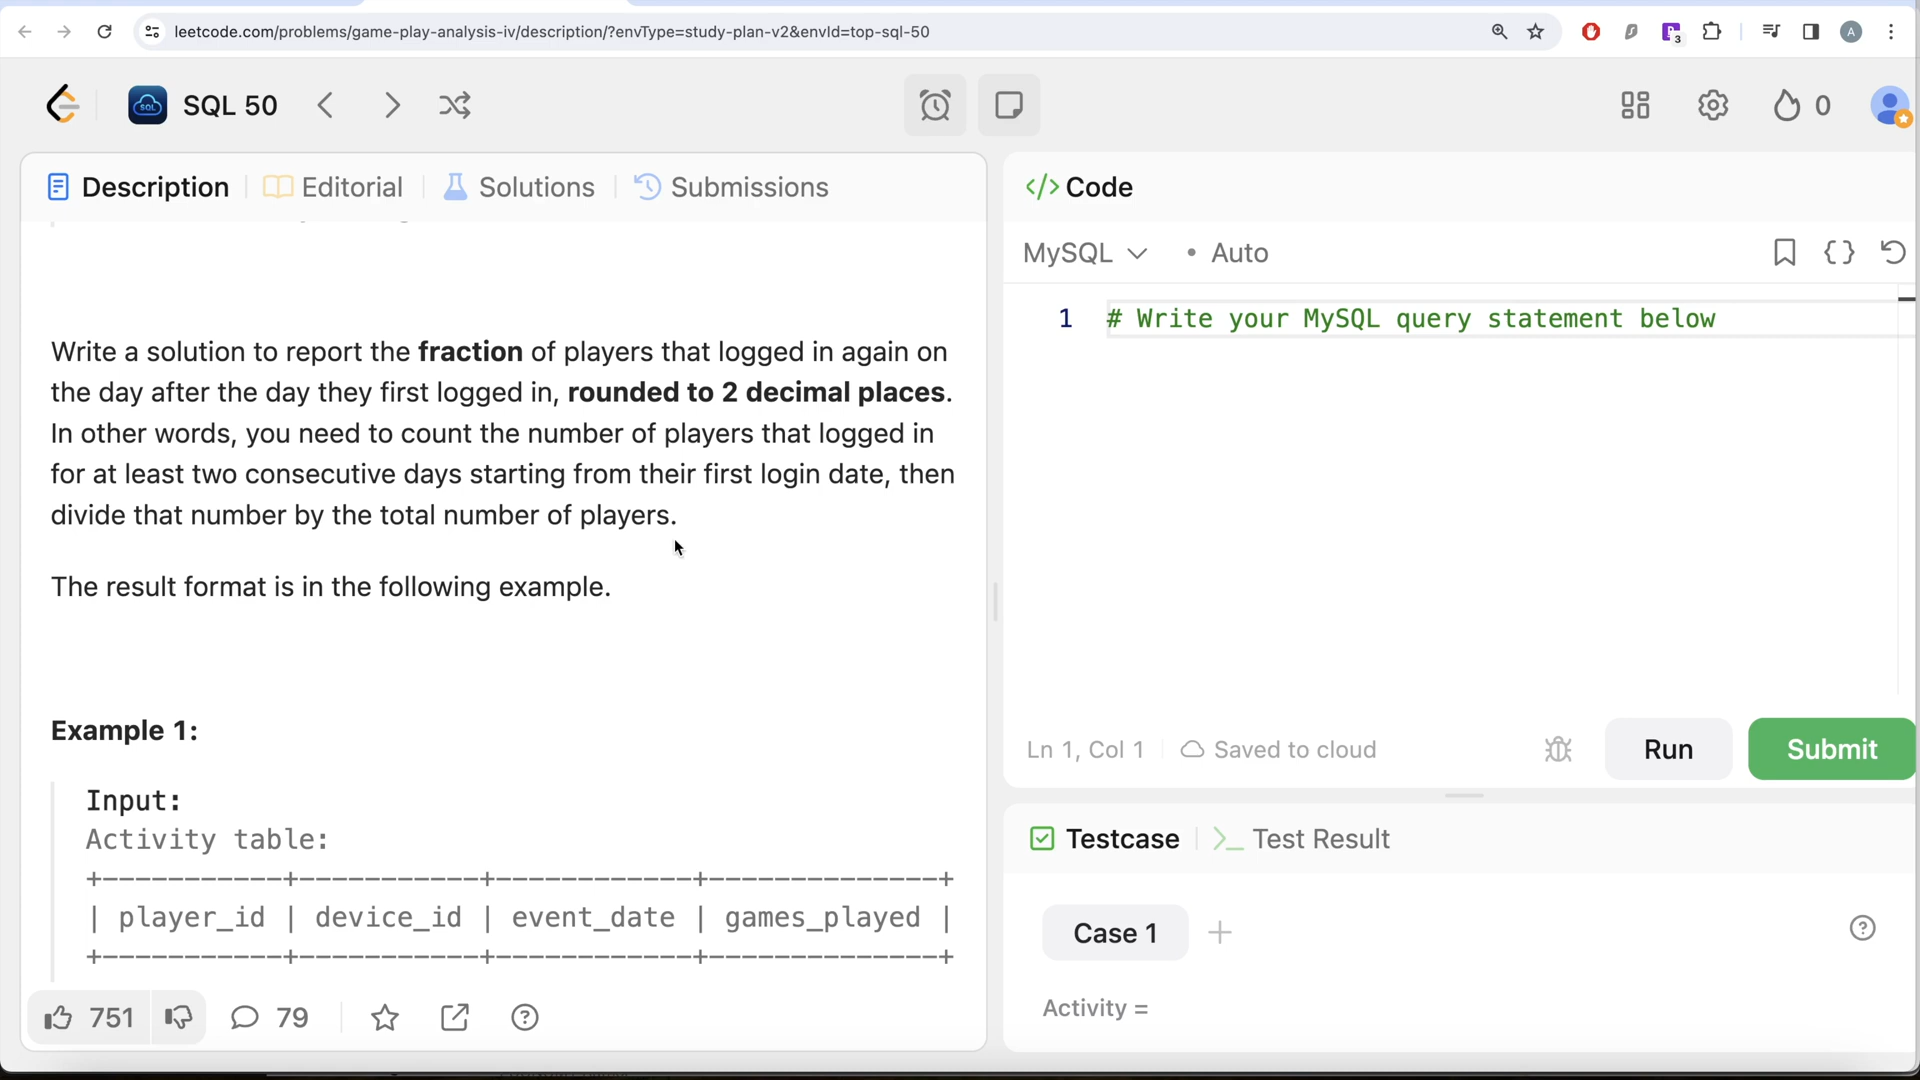 leetcode.com/problems/game-play-analysis-iv/description/?envType=study-plan-v2&envId=top-sql-50
3
A
SQL
SQL 50
0
Description
Editorial
Solutions
Submissions
</> Code
MySQL
• Auto
{}
1 # Write your MySQL query statement below
Write a solution to report the fraction of players that logged in again on
the day after the day they first logged in, rounded to 2 decimal places.
In other words, you need to count the number of players that logged in
for at least two consecutive days starting from their first login date, then
divide that number by the total number of players.
The result format is in the following example.
Example 1:
Input:
Activity table:
+-----------+-----------+------------+--------------+
| player_id | device_id | event_date | games_played |
+-----------+-----------+------------+--------------+
751
79
Ln 1, Col 1
Saved to cloud
Run
Submit
Testcase
>_ Test Result
Case 1
+
Activity =